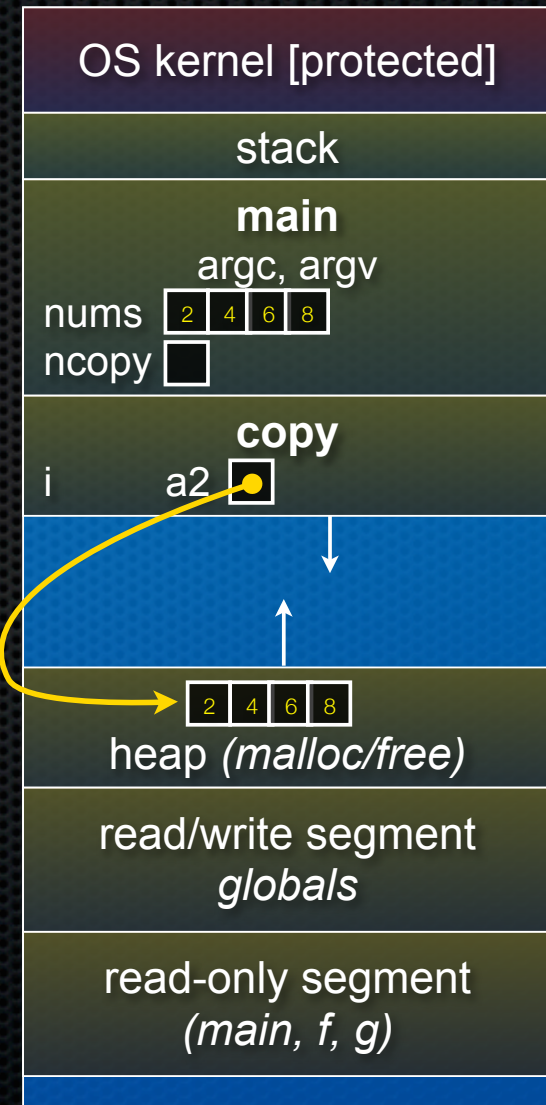 OS kernel [protected]
stack
main
argc, argv
nums 2 4 6 8
ncopy
copy
i a2
2 4 6 8
heap (malloc/free)
read/write segment
globals
read-only segment
(main, f, g)